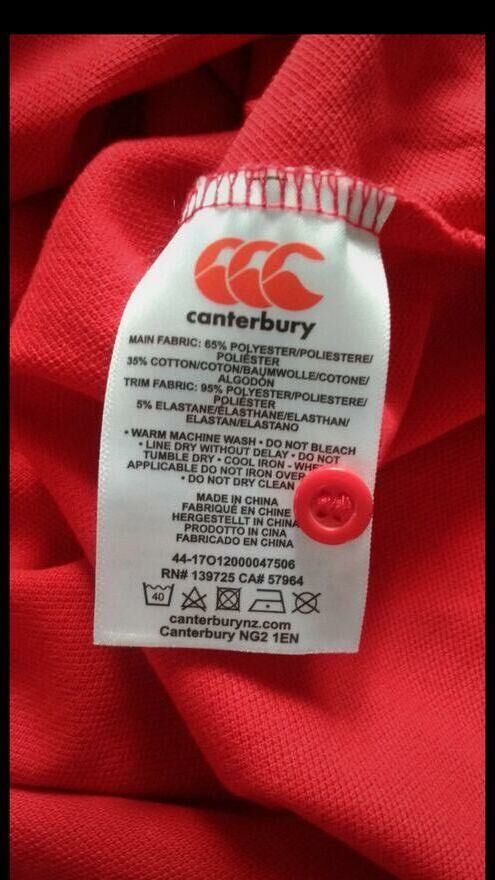 canterbury
MAIN FABRIC: 65% POLYESTER/POLIESTERE/
POLIÉSTER
35% COTTON/COTON/BAUMWOLLE/COTONE/
ALGODÓN
TRIM FABRIC: 95% POLYESTER/POLIESTERE/
POLIÉSTER
5% ELASTANE/ÉLASTHANE/ELASTHAN/
ELASTAN/ELASTANO
• WARM MACHINE WASH • DO NOT BLEACH
• LINE DRY WITHOUT DELAY • DO NOT
TUMBLE DRY • COOL IRON -
APPLICABLE DO NOT IRON OVER
• DO NOT DRY CLEAN
MADE IN CHINA
FABRIQUÉ EN CHINE
HERGESTELLT IN CHINA
PRODOTTO IN CINA
FABRICADO EN CHINA
44-17O12000047506
RN# 139725 CA# 57964
40
canterburynz.com
Canterbury NG2 1EN